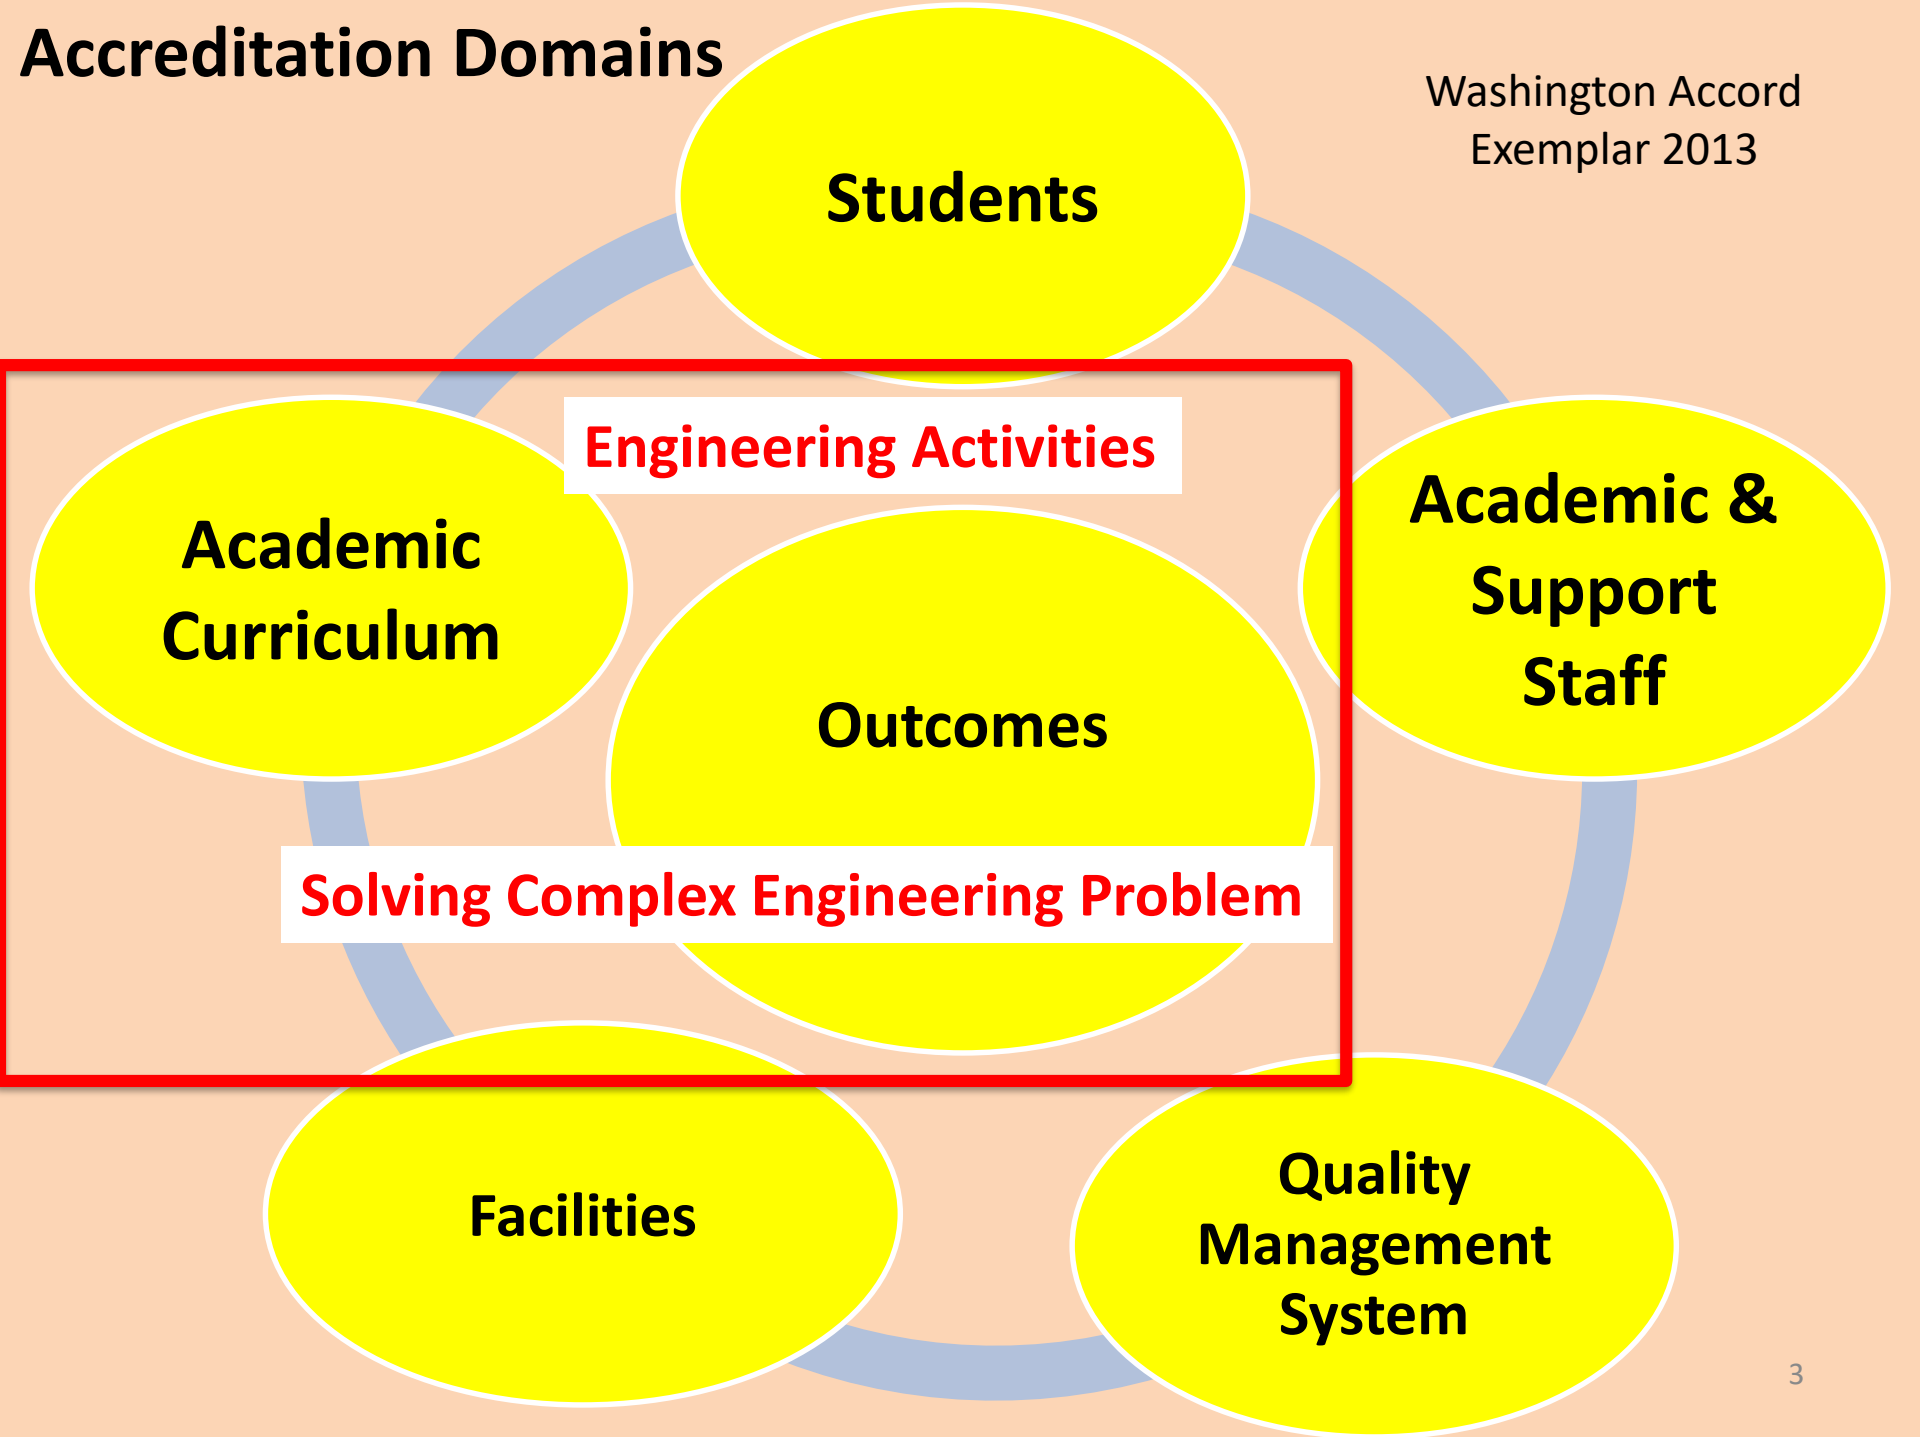 Accreditation Domains
Washington Accord
Exemplar 2013
Students
Engineering Activities
Academic
Curriculum
Academic &
Support
Staff
Outcomes
Solving Complex Engineering Problem
Facilities
Quality
Management
System
3